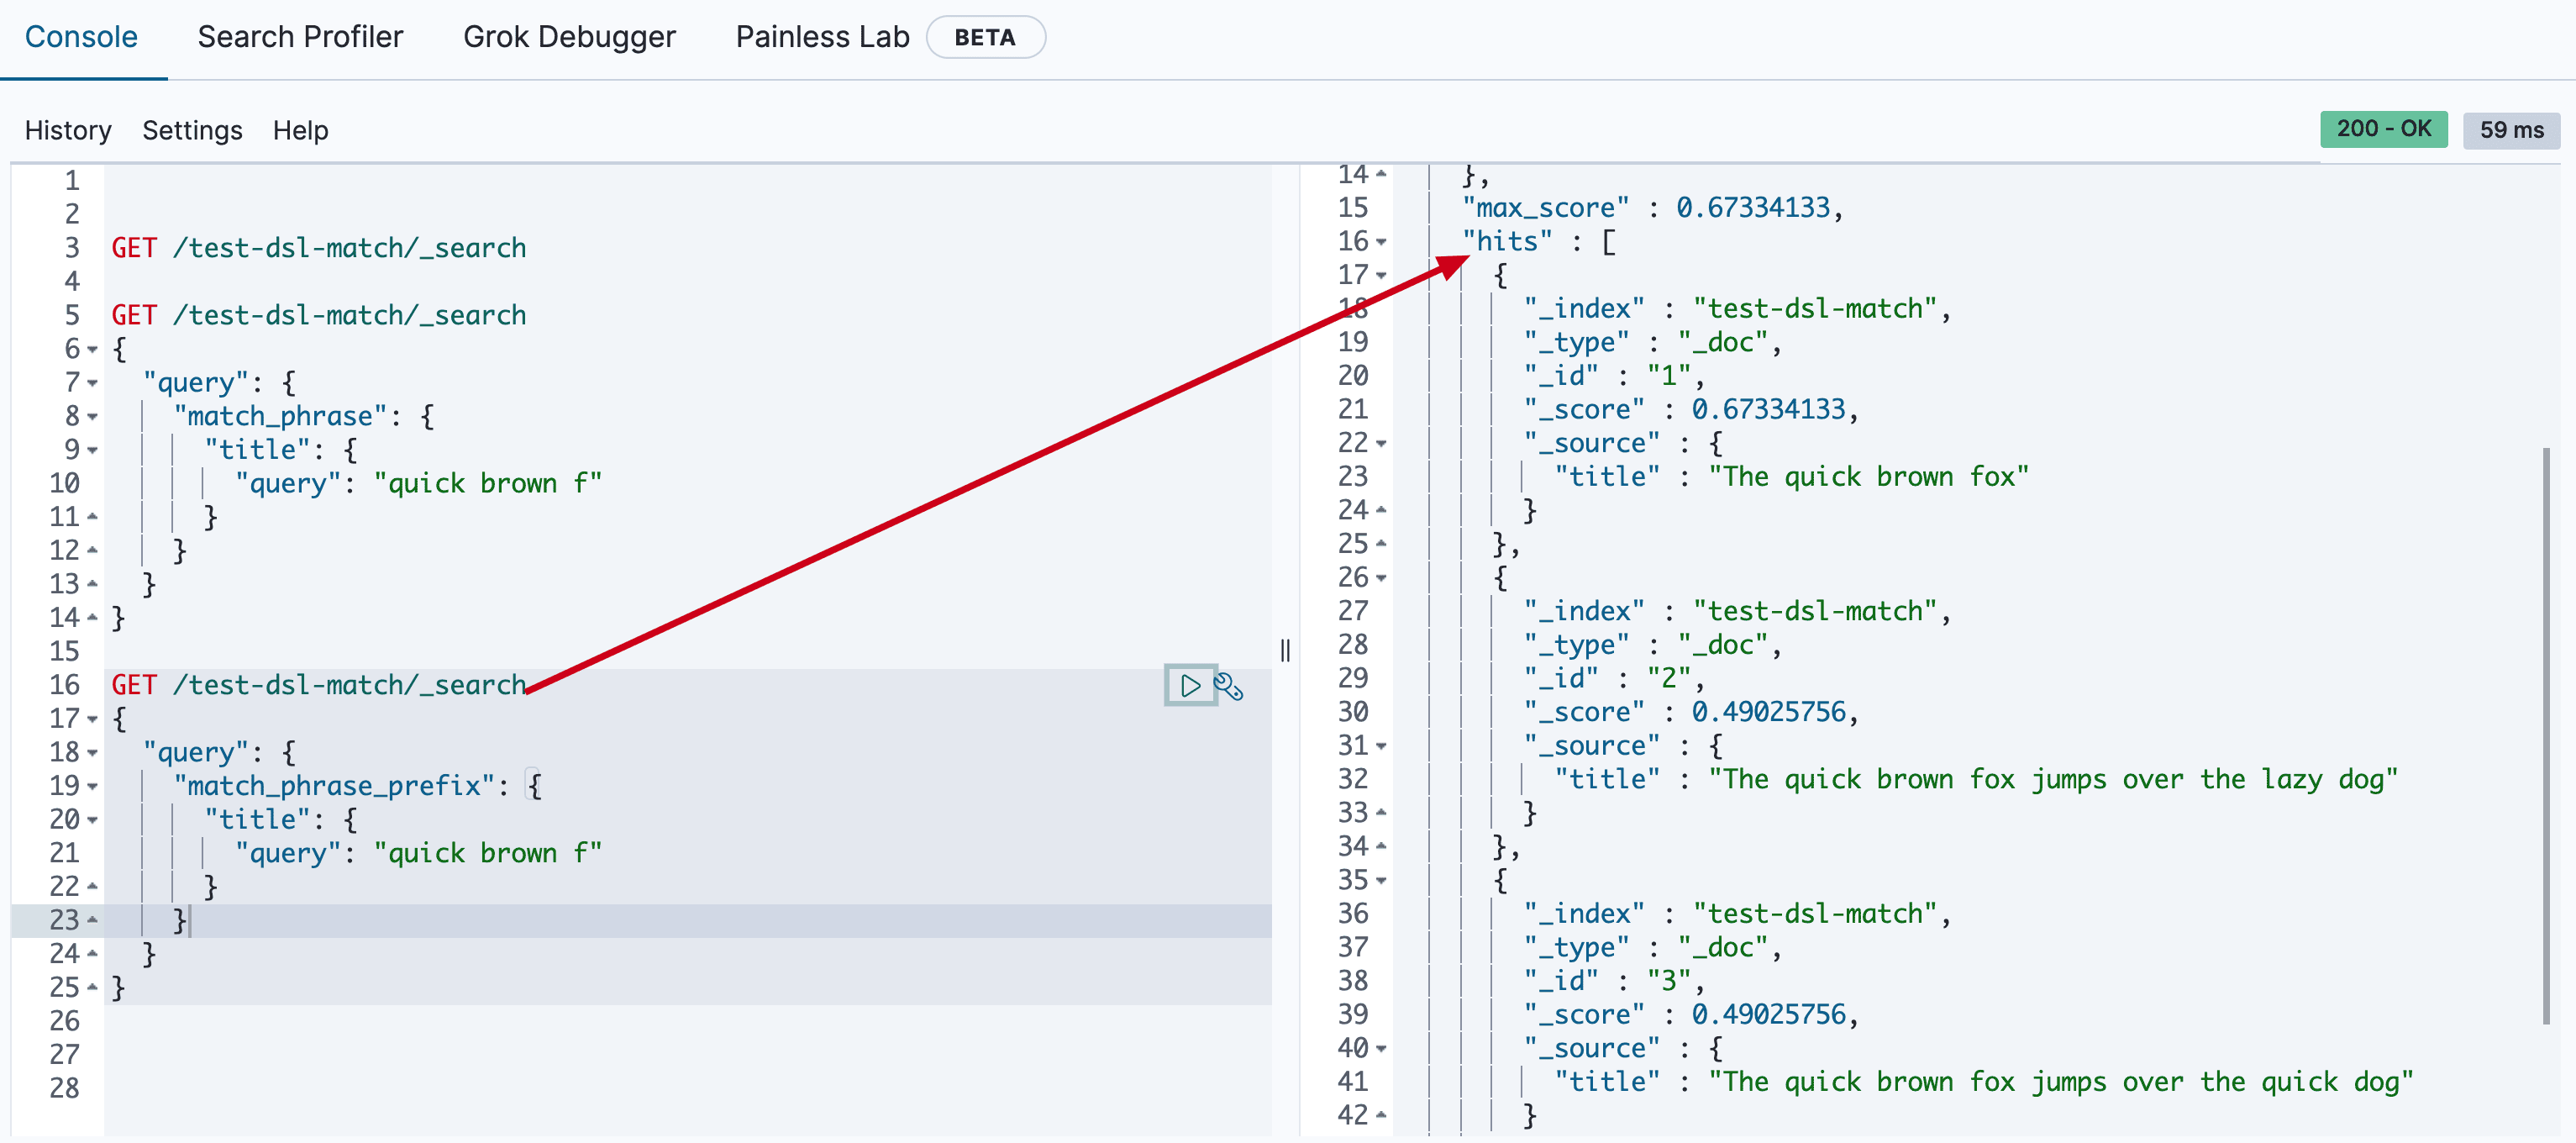 Console Search Profiler Grok Debugger Painless Lab BETA
History Settings Help
200 - OK 59 ms
1
2
3 GET /test-dsl-match/_search
4
5 GET /test-dsl-match/_search
6 {
7 "query": {
8 "match_phrase": {
9 "title": {
10 "query": "quick brown f"
11 }
12 }
13 }
14 }
15
16 GET /test-dsl-match/_search
17 {
18 "query": {
19 "match_phrase_prefix": {
20 "title": {
21 "query": "quick brown f"
22 }
23 }
24 }
25 }
26
27
28
14 },
15 "max_score" : 0.67334133,
16 "hits" : [
17 {
18 "_index" : "test-dsl-match",
19 "_type" : "_doc",
20 "_id" : "1",
21 "_score" : 0.67334133,
22 "_source" : {
23 "title" : "The quick brown fox"
24 }
25 },
26 {
27 "_index" : "test-dsl-match",
28 "_type" : "_doc",
29 "_id" : "2",
30 "_score" : 0.49025756,
31 "_source" : {
32 "title" : "The quick brown fox jumps over the lazy dog"
33 }
34 },
35 {
36 "_index" : "test-dsl-match",
37 "_type" : "_doc",
38 "_id" : "3",
39 "_score" : 0.49025756,
40 "_source" : {
41 "title" : "The quick brown fox jumps over the quick dog"
42 }